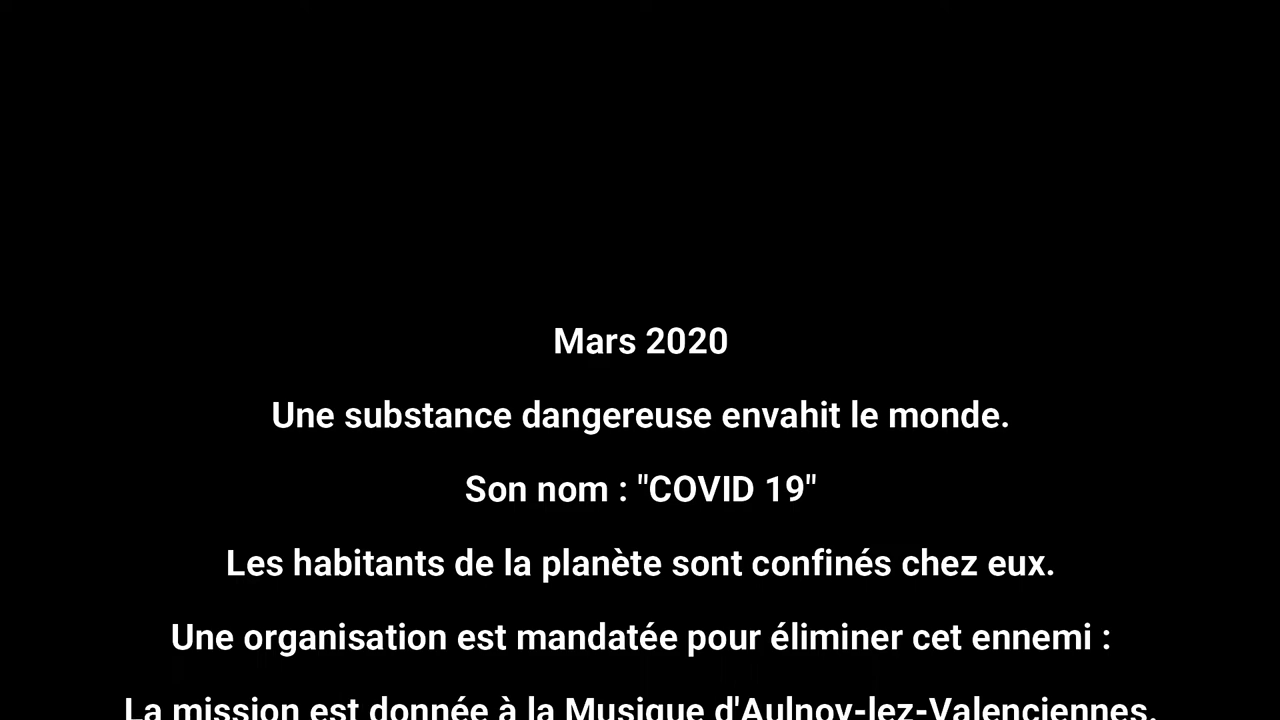 Mars 2020
Une substance dangereuse envahit le monde.
Son nom : "COVID 19"
Les habitants de la planète sont confinés chez eux.
Une organisation est mandatée pour éliminer cet ennemi :
La mission est donnée à la Musique d'Aulnoy-lez-Valenciennes.